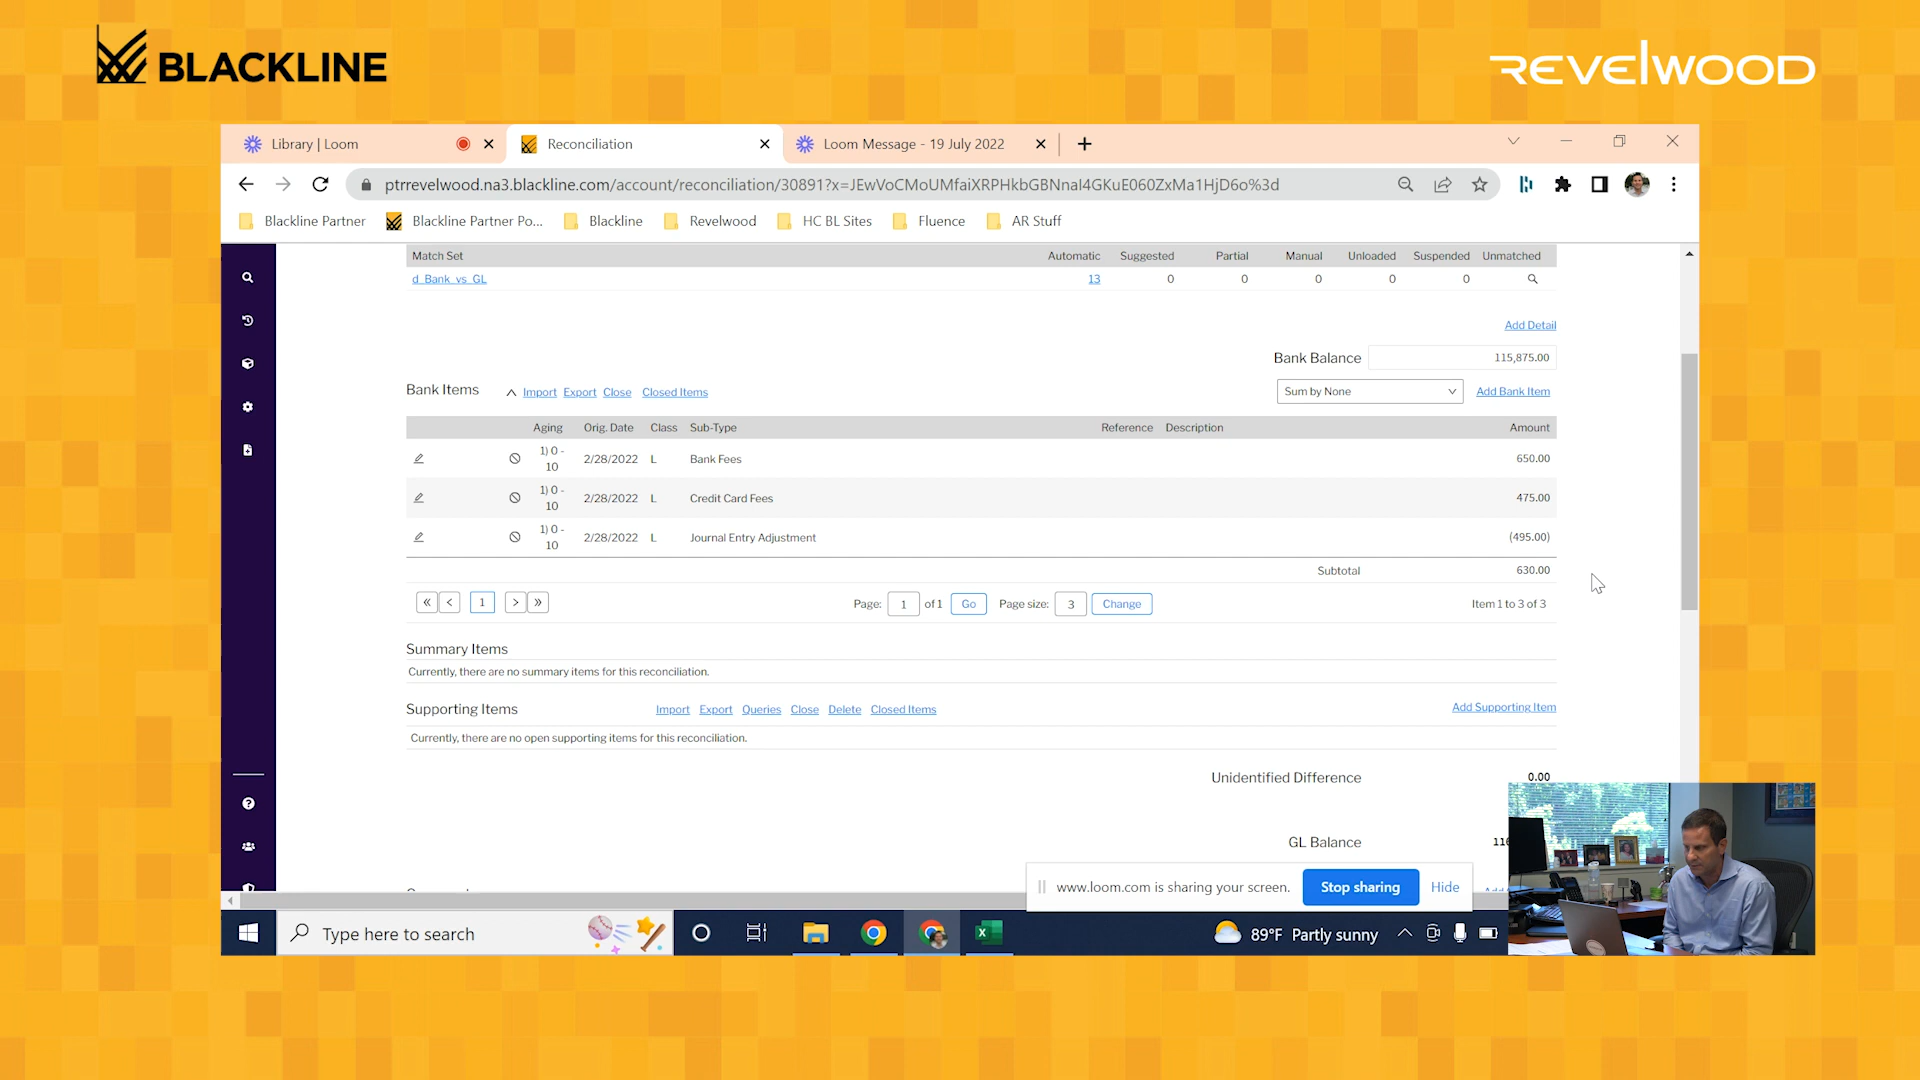 BLACKLINE
REVELWOOD
Library | Loom
Reconciliation
Loom Message - 19 July 2022
ptrrevelwood.na3.blackline.com/account/reconciliation/30891?x=JEwVoCMoUMfaiXRPHkbGBNnaI4GKuE060ZxMa1HjD6o%3d
Blackline Partner
Blackline Partner Po...
Blackline
Revelwood
HC BL Sites
Fluence
AR Stuff
Match Set Automatic Suggested Partial Manual Unloaded Suspended Unmatched
d_Bank_vs_GL 13 0 0 0 0 0
Add Detail
Bank Balance 115,875.00
Bank Items Import Export Close Closed Items Sum by None Add Bank Item
Aging Orig. Date Class Sub-Type Reference Description Amount
1) 0 - 10 2/28/2022 L Bank Fees 650.00
1) 0 - 10 2/28/2022 L Credit Card Fees 475.00
1) 0 - 10 2/28/2022 L Journal Entry Adjustment (495.00)
Subtotal 630.00
« < 1 > » Page: 1 of 1 Go Page size: 3 Change Item 1 to 3 of 3
Summary Items
Currently, there are no summary items for this reconciliation.
Supporting Items Import Export Queries Close Delete Closed Items Add Supporting Item
Currently, there are no open supporting items for this reconciliation.
Unidentified Difference 0.00
GL Balance 11
www.loom.com is sharing your screen. Stop sharing Hide
Type here to search
89°F Partly sunny